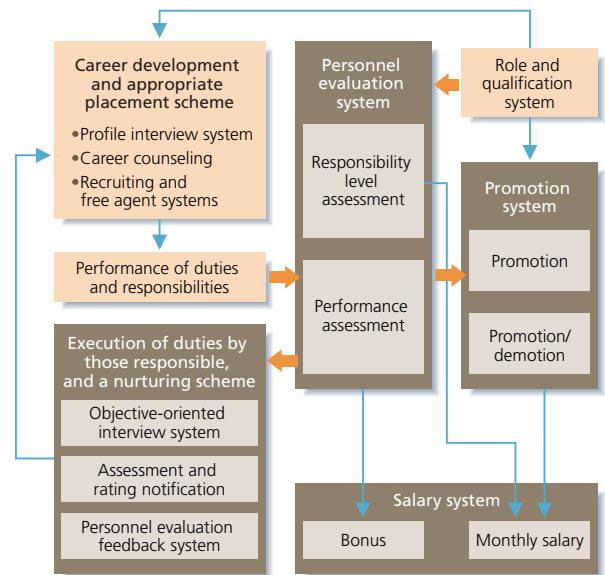 Career development
and appropriate
placement scheme
•Profile interview system
•Career counseling
•Recruiting and
free agent systems
Performance of duties
and responsibilities
Execution of duties by
those responsible,
and a nurturing scheme
Objective-oriented
interview system
Assessment and
rating notification
Personnel evaluation
feedback system
Personnel
evaluation
system
Responsibility
level
assessment
Performance
assessment
Role and
qualification
system
Promotion
system
Promotion
Promotion/
demotion
Salary system
Bonus
Monthly salary